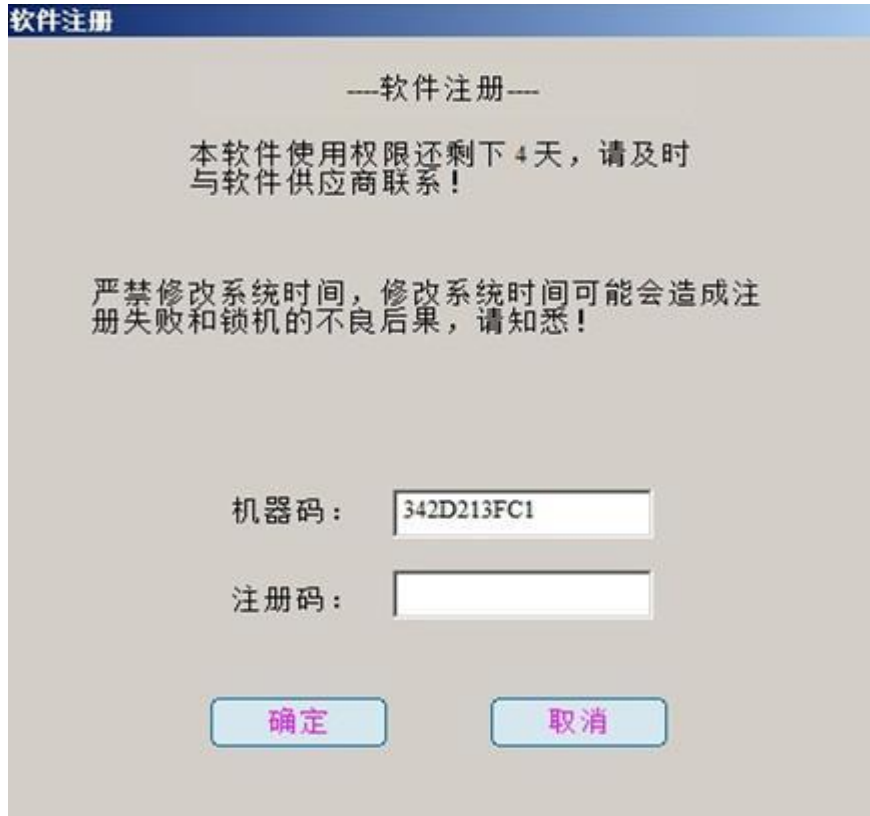 软件注册
----软件注册----
本软件使用权限还剩下 4 天，请及时
与软件供应商联系！
严禁修改系统时间，修改系统时间可能会造成注
册失败和锁机的不良后果，请知悉！
机器码： 342D213FC1
注册码：
确定 取消